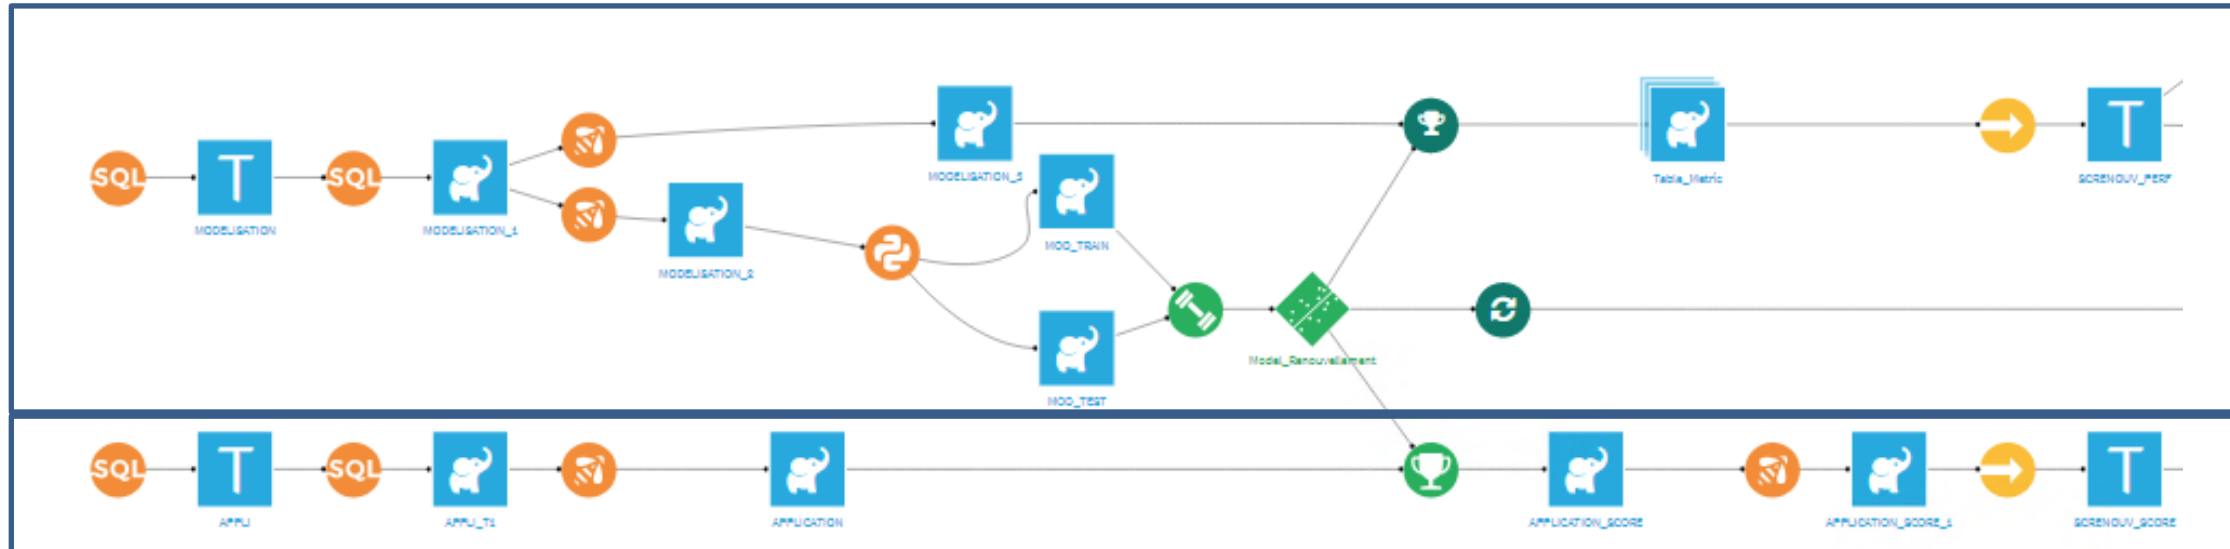 SQL
T
MODELISATION
SQL
MODELISATION_1
MODELISATION_2
MODELISATION_3
MOD_TRAIN
MOD_TEST
Model_Renouvellement
Table_Metric
T
SCRENOUV_PERF
SQL
T
APPLI
SQL
APPLI_T1
APPLICATION
APPLICATION_SCORE
APPLICATION_SCORE_1
T
SCRENOUV_SCORE